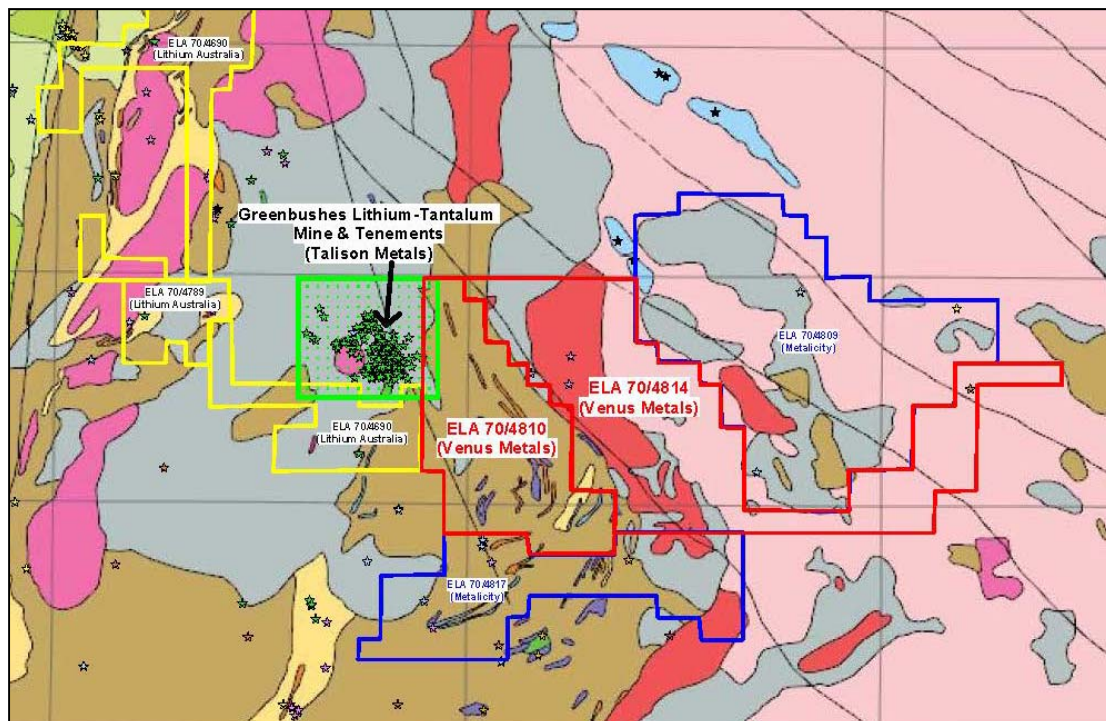 ELA 70/4690
(Lithium Australia)
Greenbushes Lithium-Tantalum
Mine & Tenements
(Talison Metals)
ELA 70/4789
(Lithium Australia)
ELA 70/4809
(Metalicity)
ELA 70/4814
(Venus Metals)
ELA 70/4810
(Venus Metals)
ELA 70/4690
(Lithium Australia)
ELA 70/4817
(Metalicity)